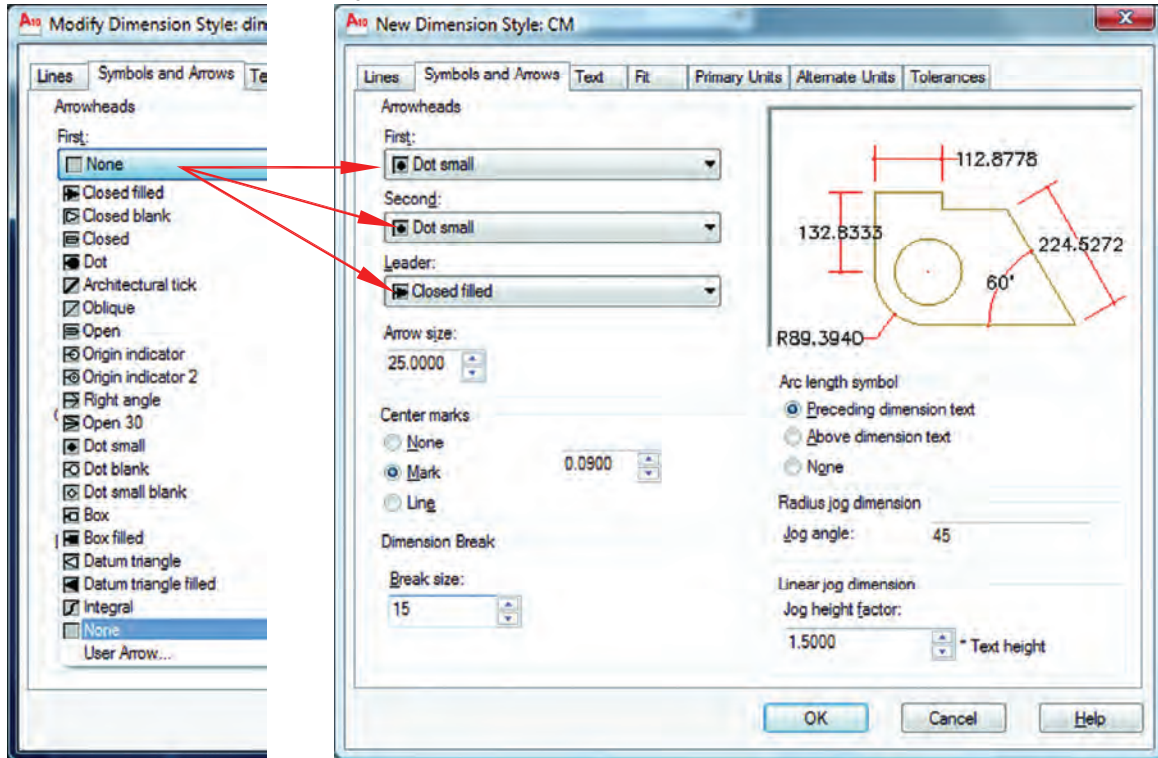 A10 Modify Dimension Style: dim
Lines Symbols and Arrows Te
Arrowheads
First:
None
Closed filled
Closed blank
Closed
Dot
Architectural tick
Oblique
Open
Origin indicator
Origin indicator 2
Right angle
Open 30
Dot small
Dot blank
Dot small blank
Box
Box filled
Datum triangle
Datum triangle filled
Integral
None
User Arrow...
A10 New Dimension Style: CM
Lines Symbols and Arrows Text Fit Primary Units Alternate Units Tolerances
Arrowheads
First:
Dot small
Second:
Dot small
Leader:
Closed filled
Arrow size:
25.0000
Center marks
None
Mark
0.0900
Line
Dimension Break
Break size:
15
112.8778
132.8333
224.5272
60°
R89.3940
Arc length symbol
Preceding dimension text
Above dimension text
None
Radius jog dimension
Jog angle: 45
Linear jog dimension
Jog height factor:
1.5000 * Text height
OK Cancel Help